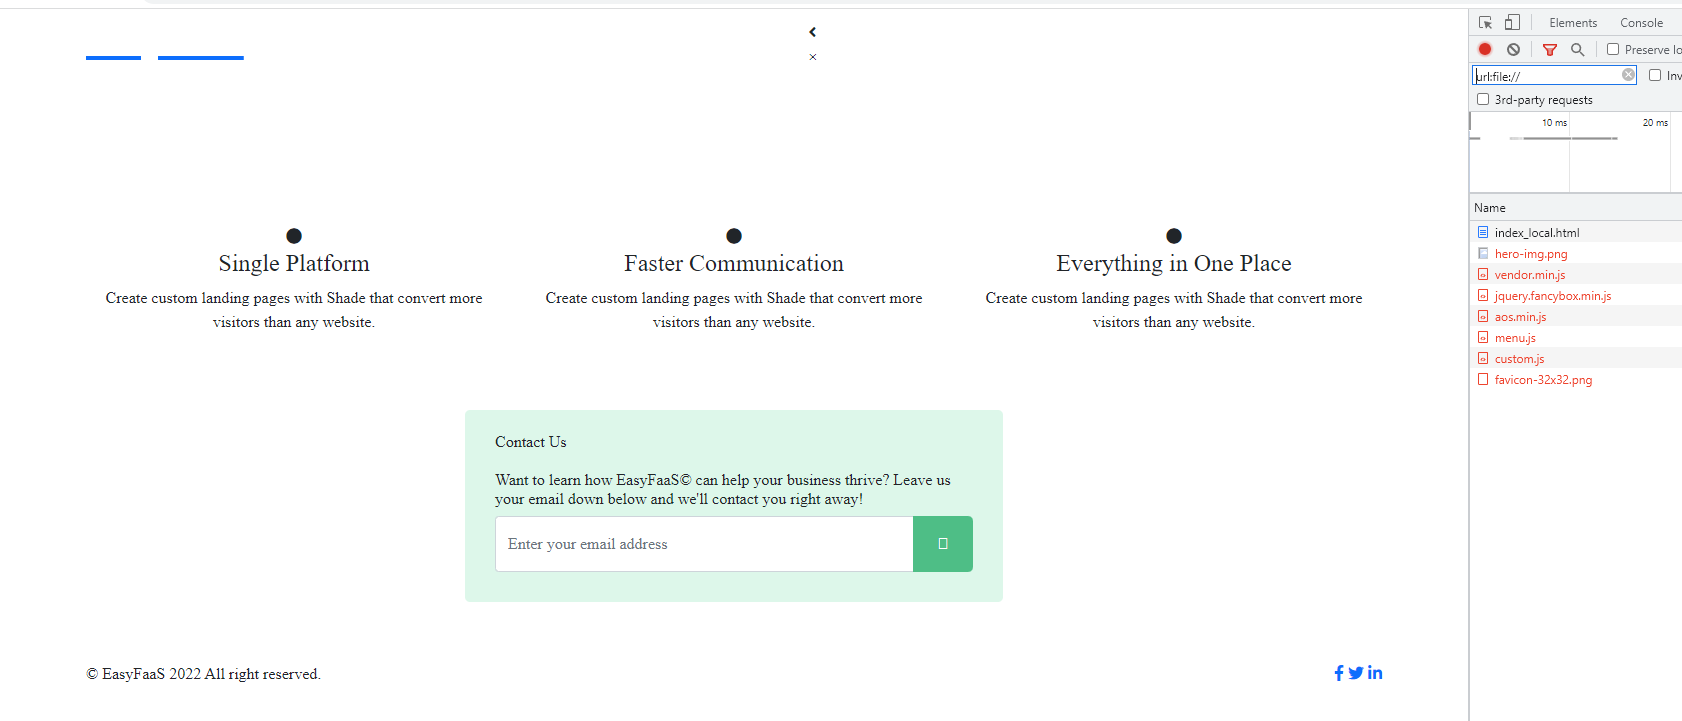 Elements Console
Preserve lo
url:file://
Inv
3rd-party requests
10 ms 20 ms
Name
index_local.html
hero-img.png
vendor.min.js
jquery.fancybox.min.js
aos.min.js
menu.js
custom.js
favicon-32x32.png
Single Platform
Create custom landing pages with Shade that convert more
visitors than any website.
Faster Communication
Create custom landing pages with Shade that convert more
visitors than any website.
Everything in One Place
Create custom landing pages with Shade that convert more
visitors than any website.
Contact Us
Want to learn how EasyFaaS© can help your business thrive? Leave us
your email down below and we'll contact you right away!
Enter your email address
© EasyFaaS 2022 All right reserved.